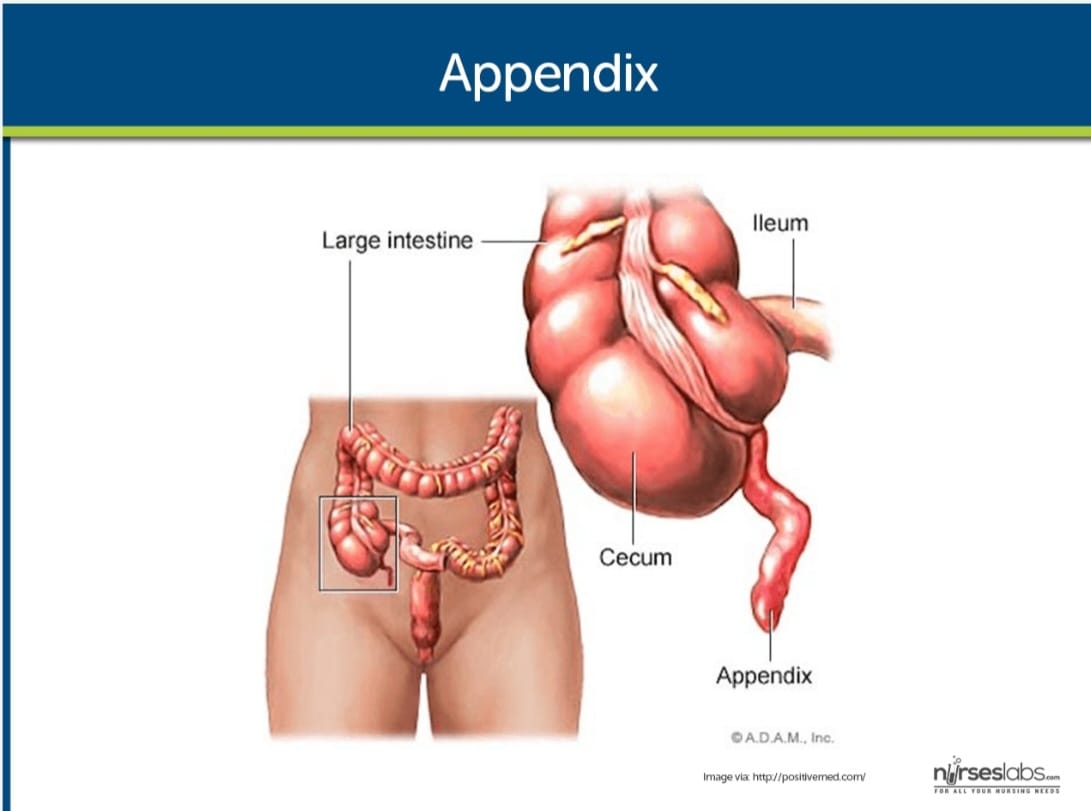 Appendix
Large intestine
Ileum
Cecum
Appendix
© A.D.A.M., Inc.
Image via: http://positivemed.com/
nurseslabs.com
FOR ALL YOUR NURSING NEEDS